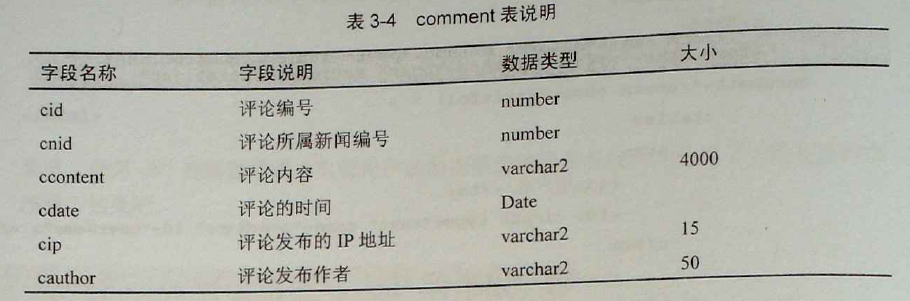 表 3-4 comment 表说明
字段名称 字段说明 数据类型 大小
cid 评论编号 number
cnid 评论所属新闻编号 number
ccontent 评论内容 varchar2 4000
cdate 评论的时间 Date
cip 评论发布的 IP 地址 varchar2 15
cauthor 评论发布作者 varchar2 50